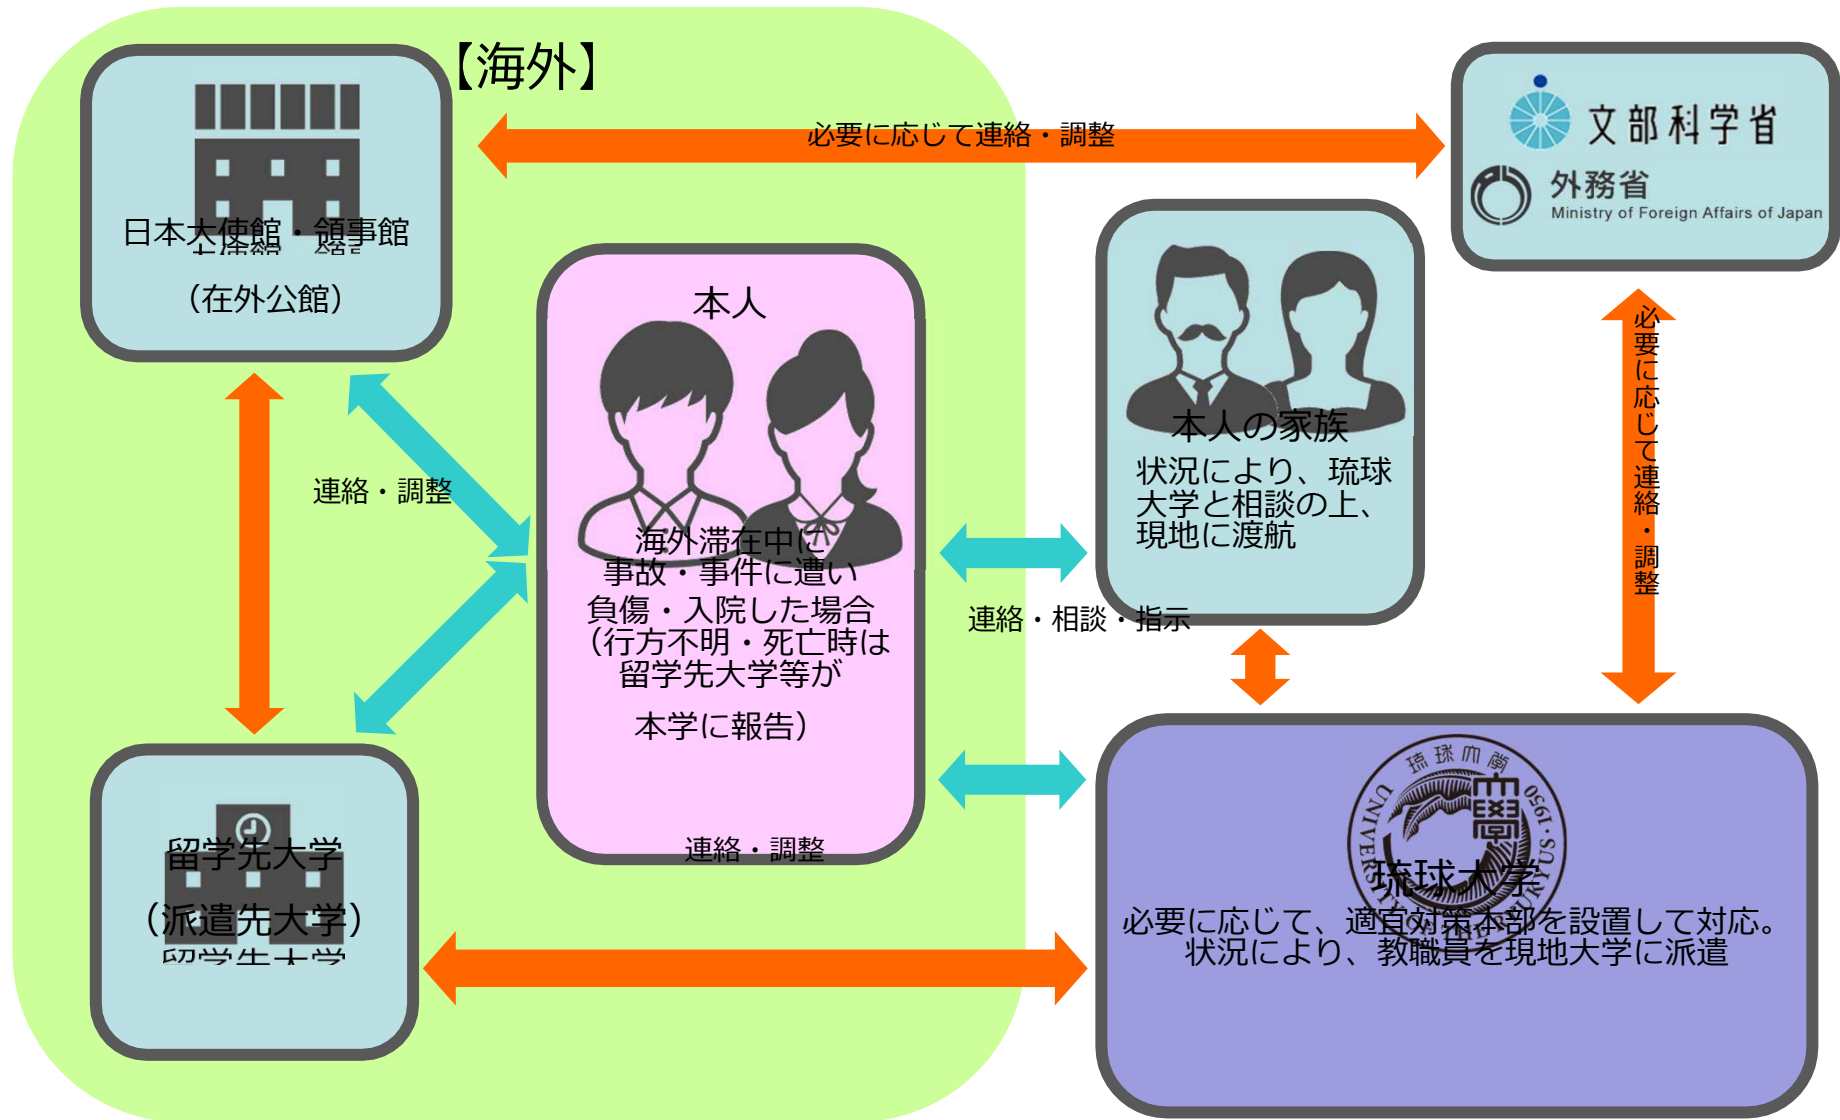 【海外】
日本大使館・領事館
（在外公館）
必要に応じて連絡・調整
文部科学省
外務省
Ministry of Foreign Affairs of Japan
本人
海外滞在中に
事故・事件に遭い
負傷・入院した場合
（行方不明・死亡時は
留学先大学等が
本学に報告）
本人の家族
状況により、琉球
大学と相談の上、
現地に渡航
必要に応じて連絡・調整
連絡・調整
連絡・相談・指示
連絡・調整
留学先大学
（派遣先大学）
琉球大学
UNIVERSITY OF THE RYUKYUS・1950
琉球大学
必要に応じて、適宜対策本部を設置して対応。
状況により、教職員を現地大学に派遣